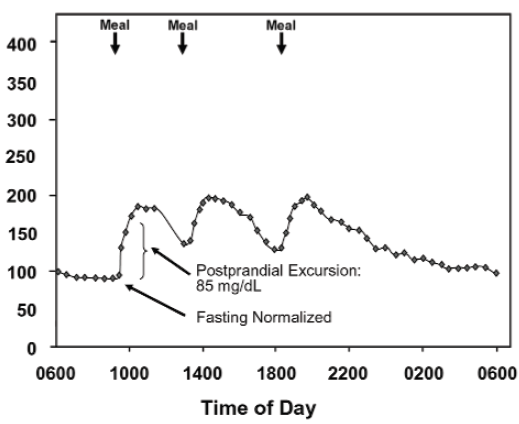 Meal Meal Meal
400
350
300
250
200
150
100
50
0
Postprandial Excursion:
85 mg/dL
Fasting Normalized
0600 1000 1400 1800 2200 0200 0600
Time of Day